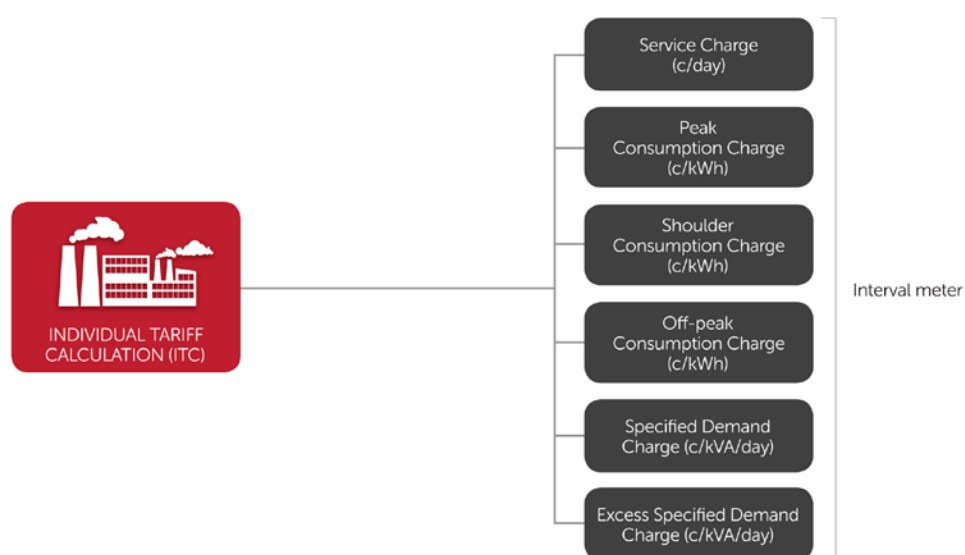 INDIVIDUAL TARIFF
CALCULATION (ITC)
Service Charge
(c/day)
Peak
Consumption Charge
(c/kWh)
Shoulder
Consumption Charge
(c/kWh)
Off-peak
Consumption Charge
(c/kWh)
Specified Demand
Charge (c/kVA/day)
Excess Specified Demand
Charge (c/kVA/day)
Interval meter